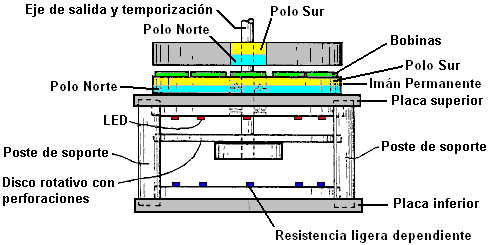 Eje de salida y temporización
Polo Sur
Polo Norte
Bobinas
Polo Sur
Imán Permanente
Polo Norte
Placa superior
LED
Poste de soporte
Poste de soporte
Disco rotativo con
perforaciones
Placa inferior
Resistencia ligera dependiente